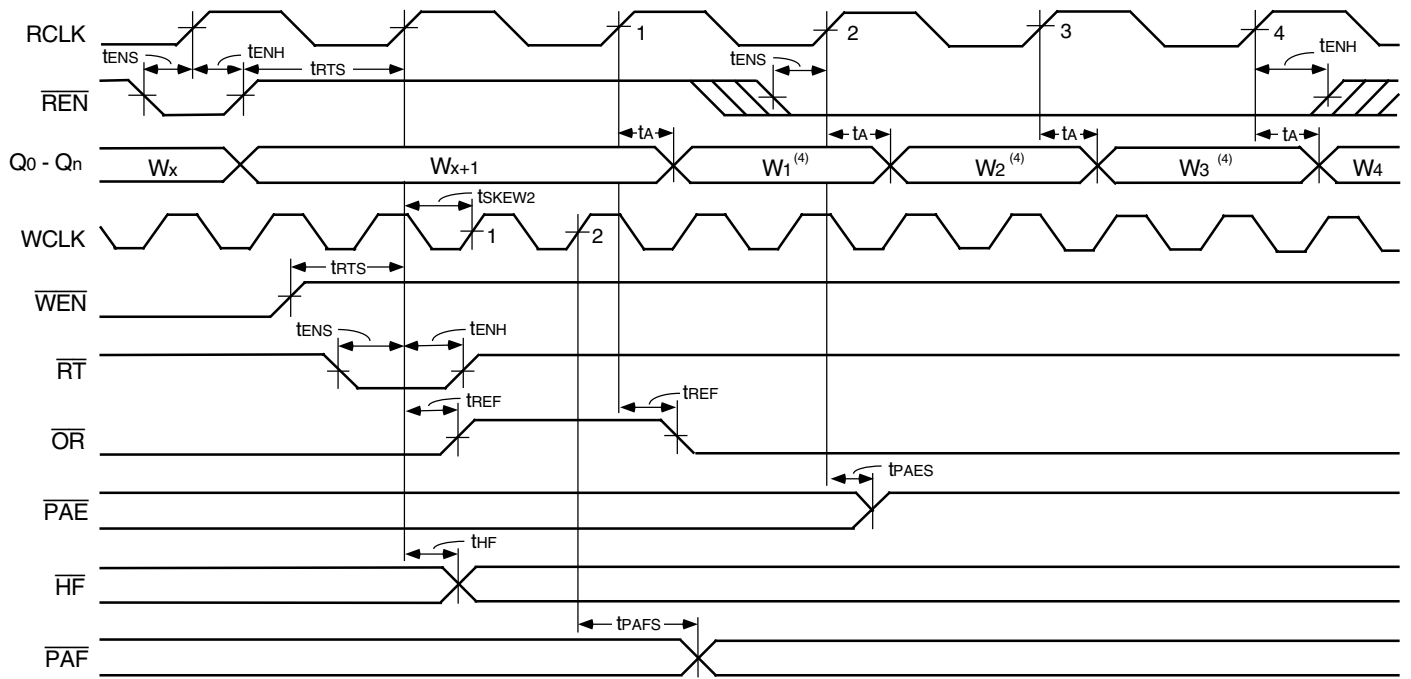 RCLK 1 2 3 4
tENS tENH tRTS tENS tENH
REN
tA tA tA tA
Q0 - Qn Wx Wx+1 W1 (4) W2 (4) W3 (4) W4
tSKEW2
WCLK 1 2
tRTS
WEN
tENS tENH
RT
tREF tREF
OR
tPAES
PAE
tHF
HF
tPAFS
PAF